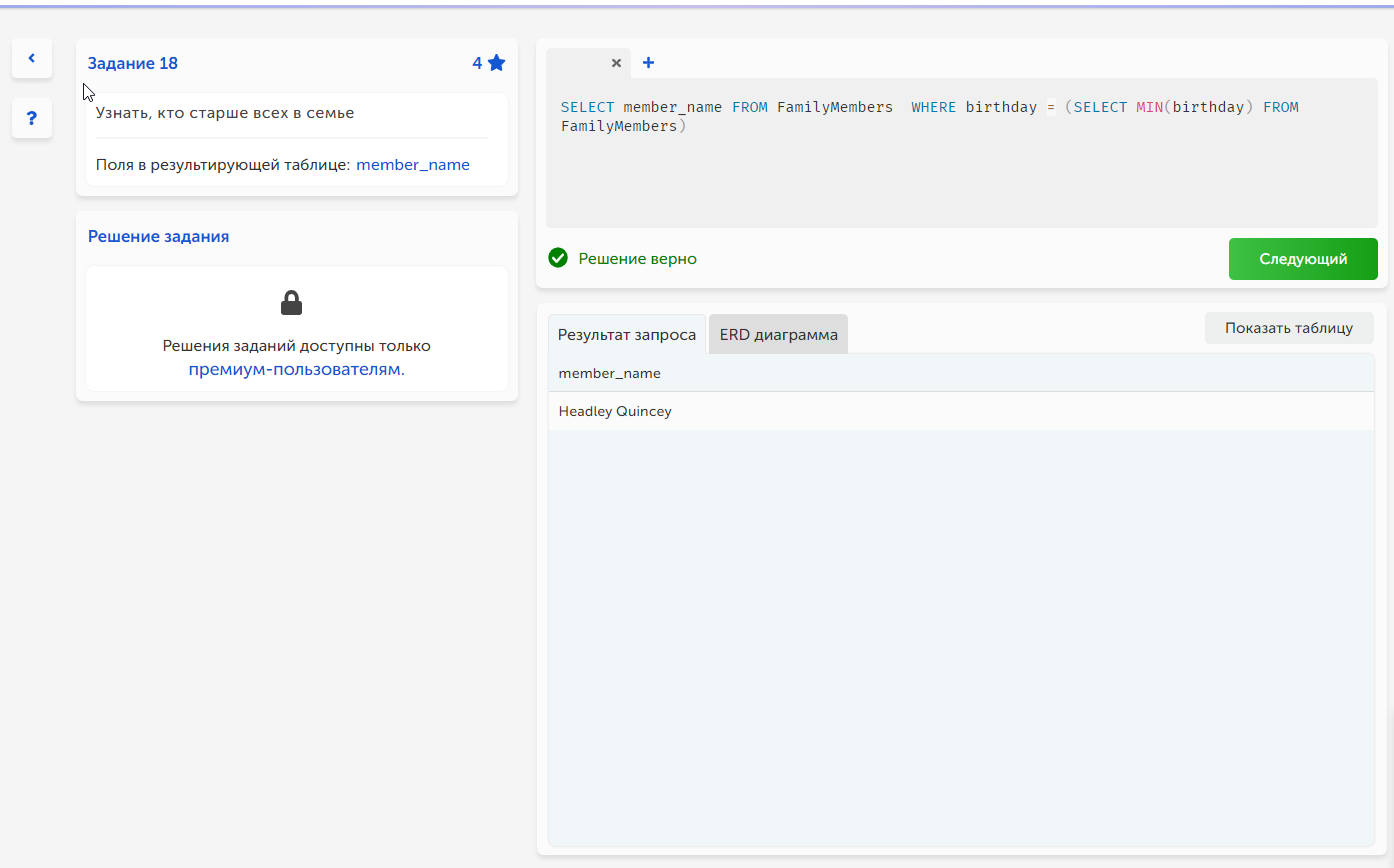 Задание 18
4
Узнать, кто старше всех в семье
Поля в результирующей таблице: member_name
?
Решение задания
Решения заданий доступны только
премиум-пользователям.
SELECT member_name FROM FamilyMembers  WHERE birthday = (SELECT MIN(birthday) FROM
FamilyMembers)
Решение верно
Следующий
Результат запроса
ERD диаграмма
Показать таблицу
member_name
Headley Quincey